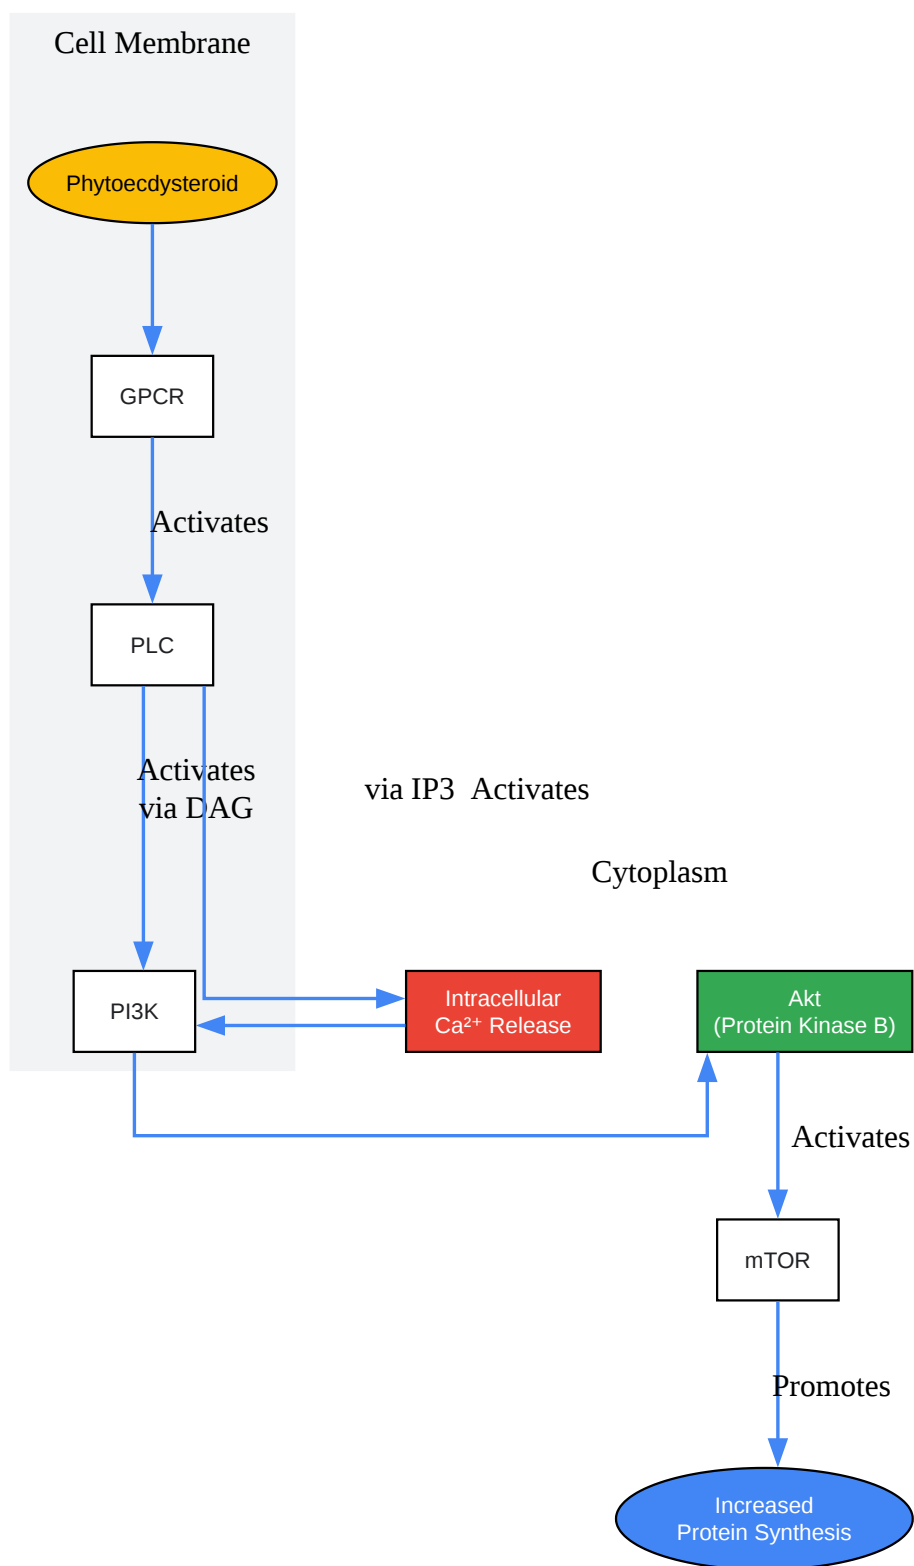 Cell Membrane
Phytoecdysteroid
GPCR
Activates
PLC
Activates
via DAG
via IP3 Activates
Cytoplasm
PI3K
Intracellular
Ca²⁺ Release
Akt
(Protein Kinase B)
Activates
mTOR
Promotes
Increased
Protein Synthesis